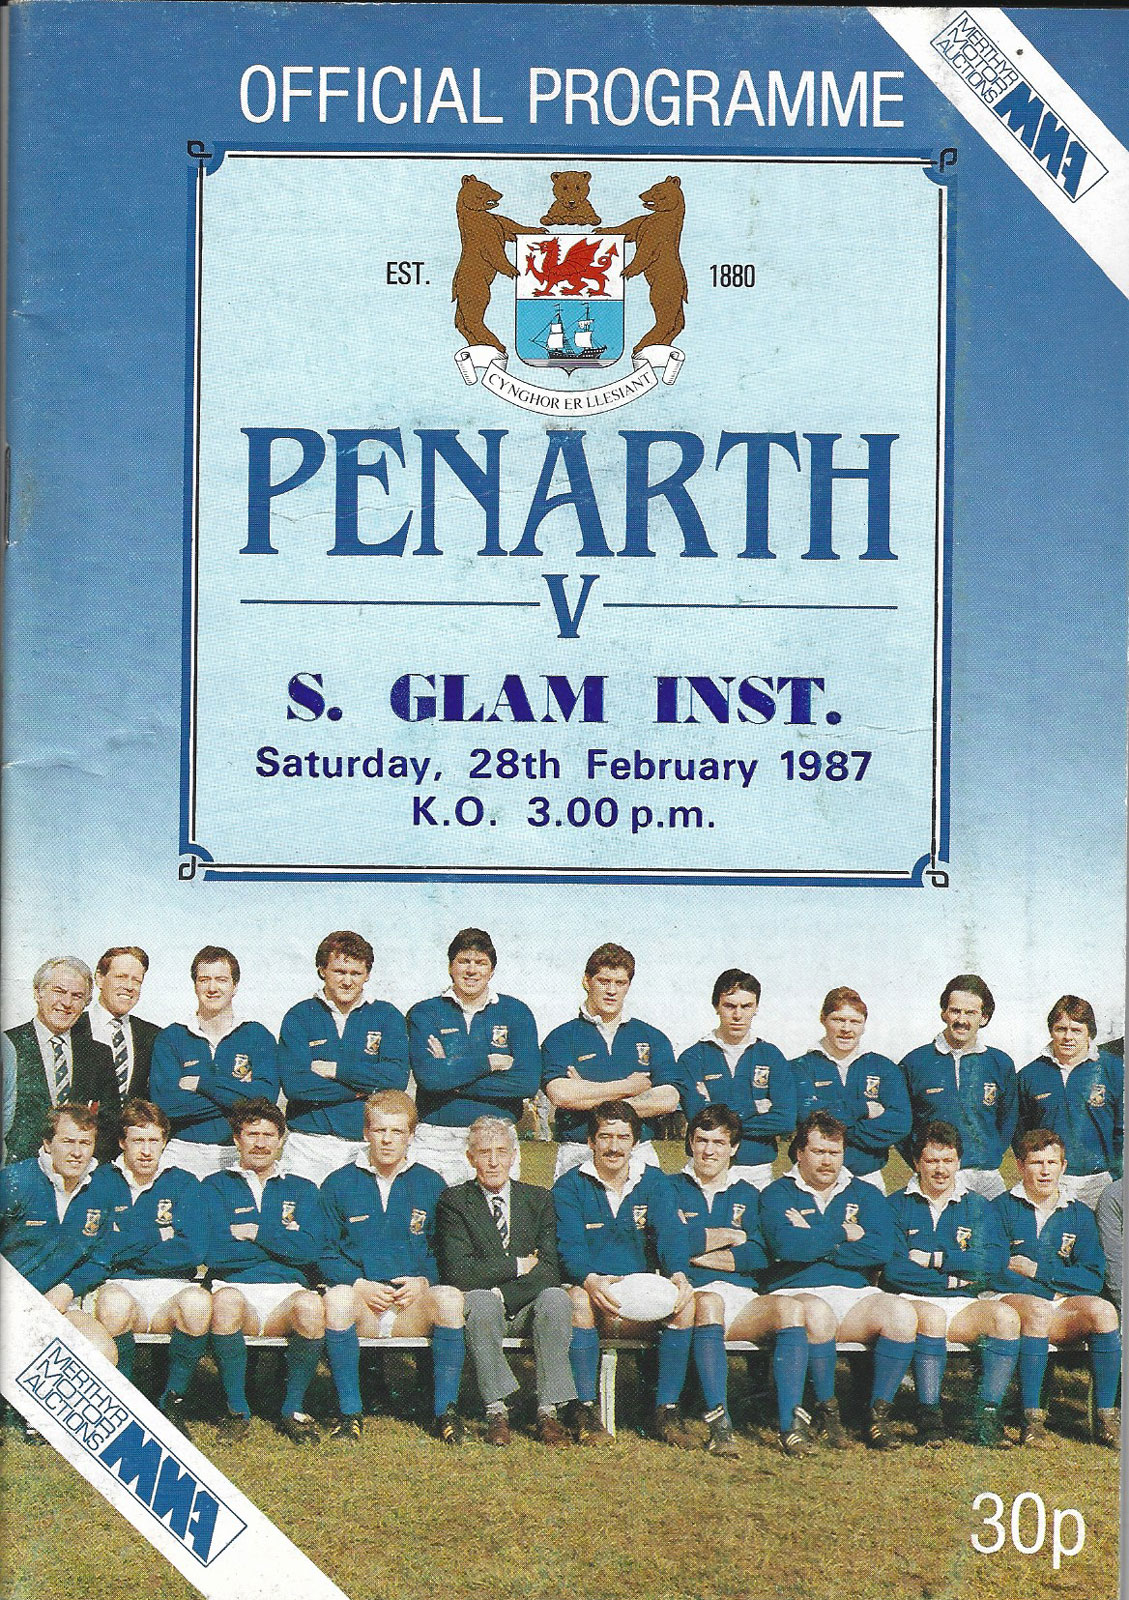 OFFICIAL PROGRAMME
MERTHYR
MOTOR
AUCTIONS
MMA
EST. 1880
CYNGHOR ER LLESIANT
PENARTH
V
S. GLAM INST.
Saturday, 28th February 1987
K.O. 3.00 p.m.
MERTHYR
MOTOR
AUCTIONS
MMA
30p